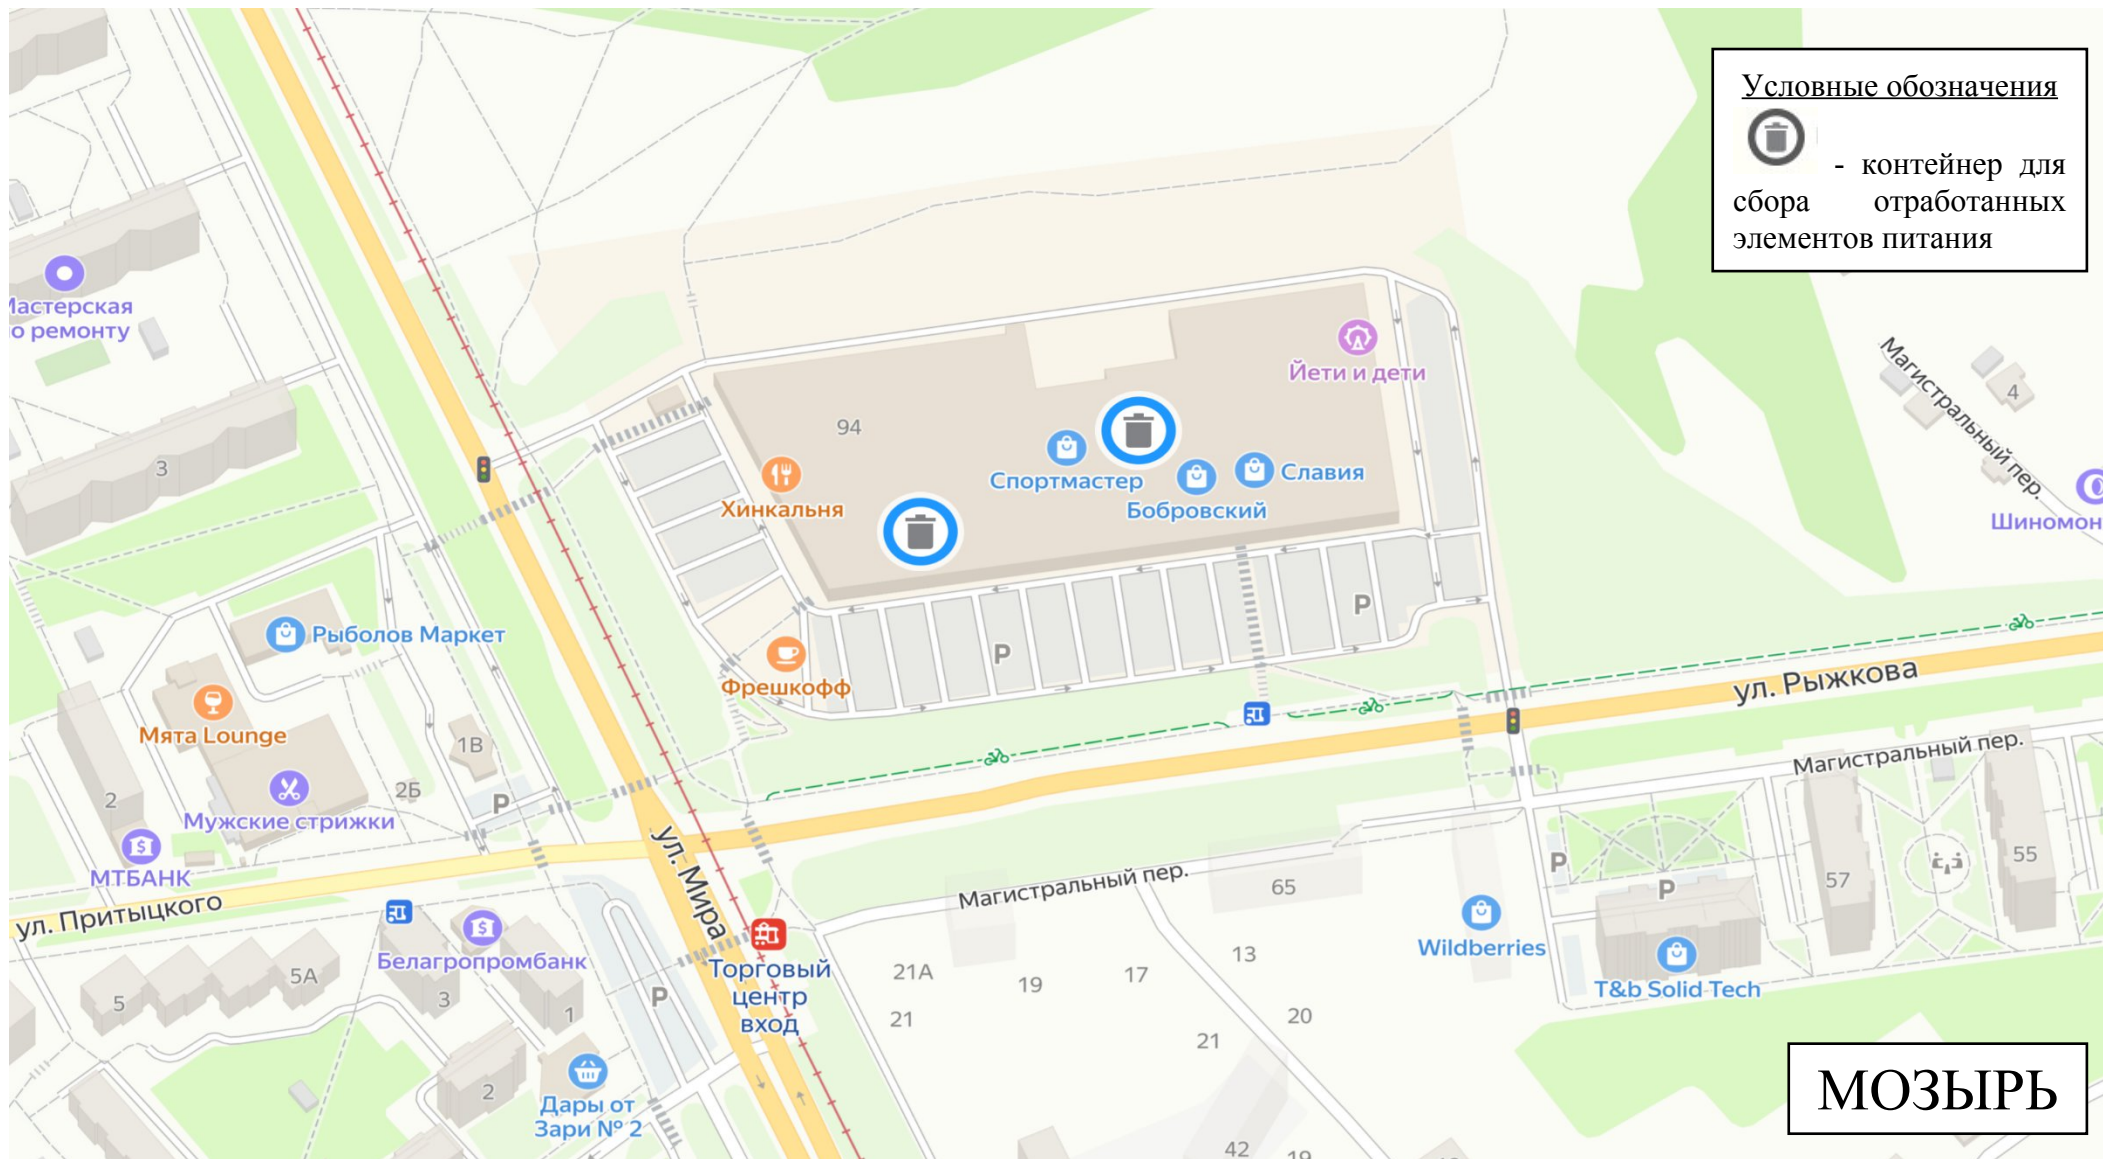 Условные обозначения
- контейнер для
сбора отработанных
элементов питания
Мастерская
о ремонту
3
94
Йети и дети
Спортмастер
Бобровский
Славия
Хинкальня
Магистральный пер.
4
Шиномон
P
P
Рыболов Маркет
Фрешкофф
ул. Рыжкова
Мята Lounge
1В
2Б
2
P
Мужские стрижки
МТБАНК
Магистральный пер.
ул. Мира
ул. Притыцкого
Магистральный пер.
65
P
P
57
55
Wildberries
Белагропромбанк
5А
5
3
1
P
Торговый
центр
вход
21А
19
17
13
21
20
21
T&b Solid Tech
2
Дары от
Зари № 2
42
19
МОЗЫРЬ